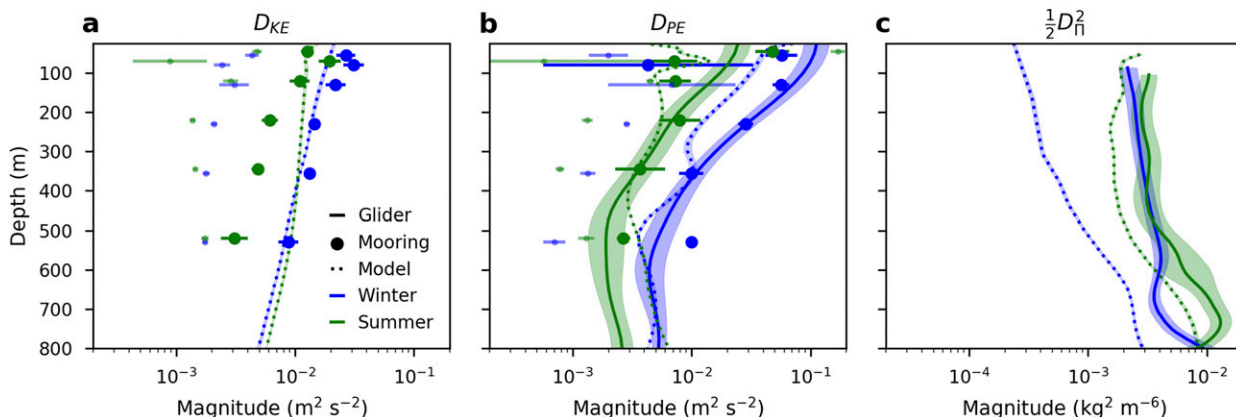 a
D_KE
b
D_PE
c
½D_Π²
Depth (m)
100
200
300
400
500
600
700
800
Glider
Mooring
Model
Winter
Summer
10⁻³
10⁻²
10⁻¹
10⁻³
10⁻²
10⁻¹
10⁻⁴
10⁻³
10⁻²
Magnitude (m² s⁻²)
Magnitude (m² s⁻²)
Magnitude (kg² m⁻⁶)